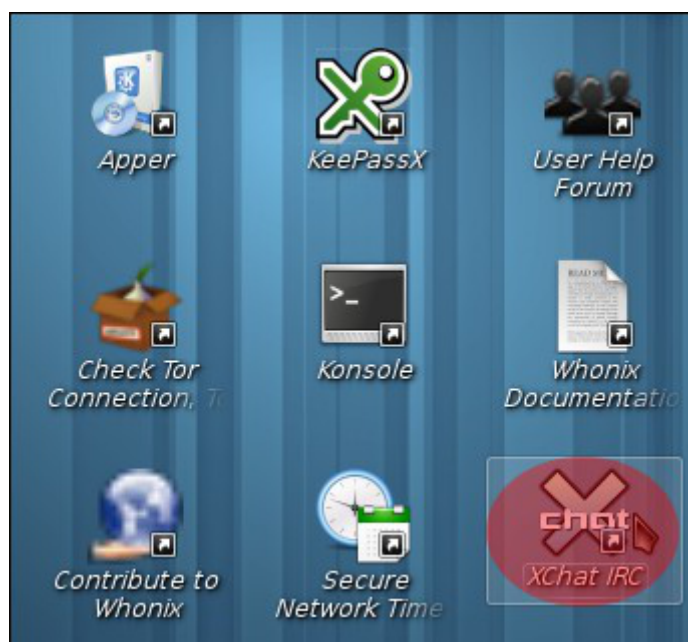 Apper
KeePassX
User Help
Forum
Check Tor
Connection,
>_
Konsole
README
Whonix
Documentatio
Contribute to
Whonix
chat
Secure
Network Time
XChat IRC